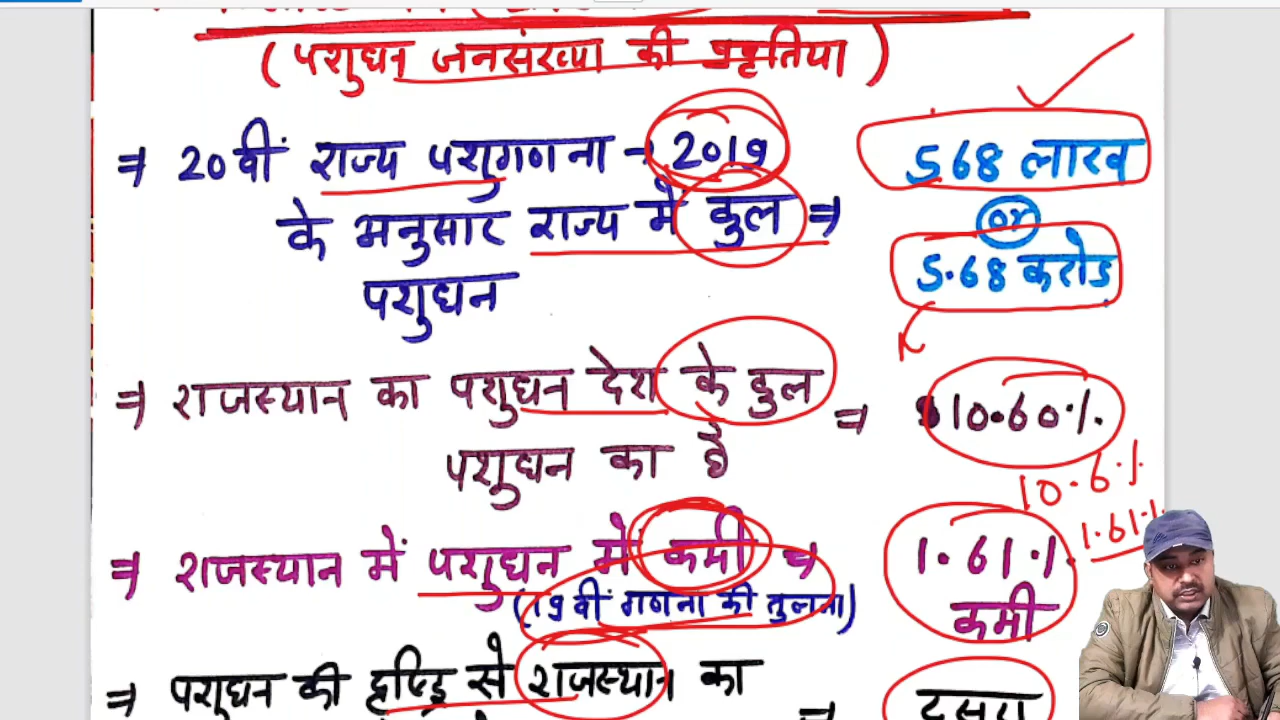 ( पशुधन जनसंख्या की प्रवृतिया )
⇒ 20वीं राज्य पशुगणना → 2019
के अनुसार राज्य में कुल ⇒
पशुधन
568 लाख
or
5.68 करोड
⇒ राजस्थान का पशुधन देश के कुल ⇒ 10.60%
पशुधन का है
10.6%
⇒ राजस्थान में पशुधन में कमी ⇒ 1.61%
कमी
1.61%
(19वीं गणना की तुलना)
⇒ पशुधन की दृष्टि से राजस्थान का
⇒ दूसरा